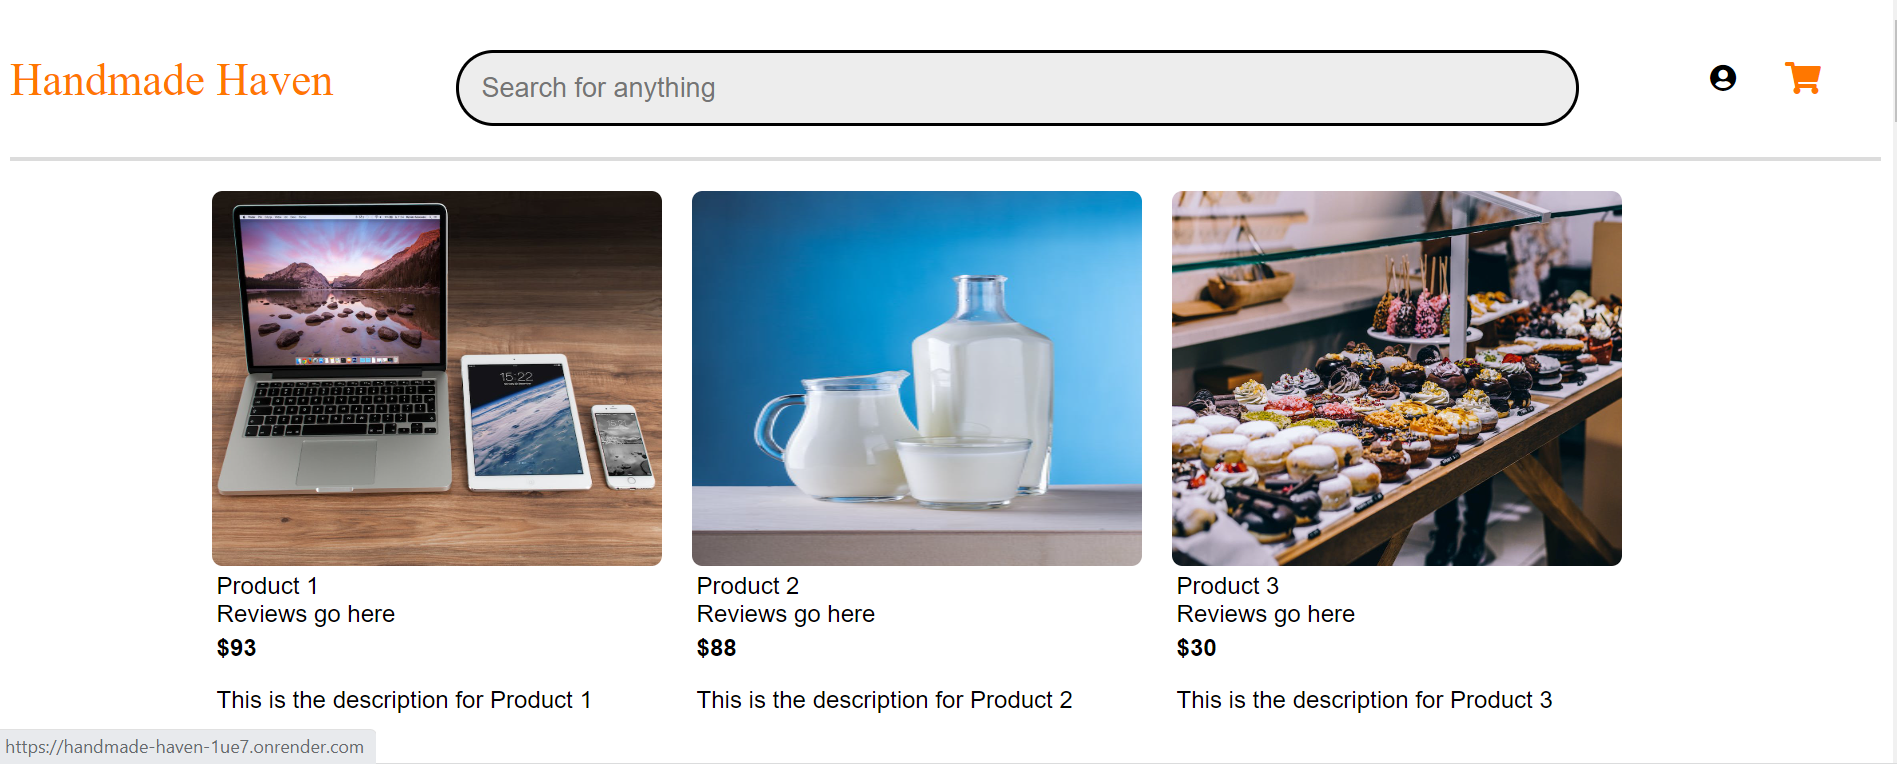 Handmade Haven
Search for anything
15:22
Product 1
Reviews go here
$93
This is the description for Product 1
Product 2
Reviews go here
$88
This is the description for Product 2
Product 3
Reviews go here
$30
This is the description for Product 3
https://handmade-haven-1ue7.onrender.com